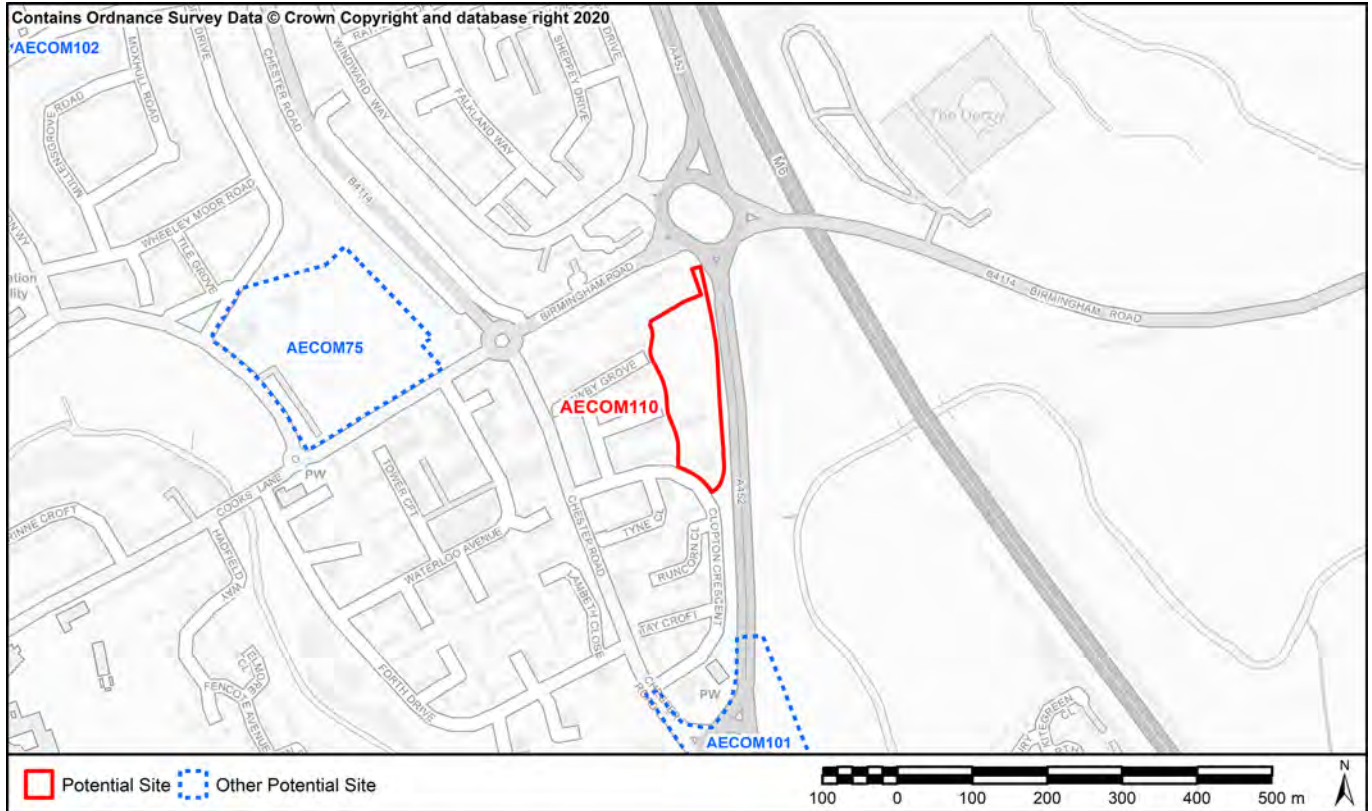 Contains Ordnance Survey Data © Crown Copyright and database right 2020
AECOM102
MOXHULL ROAD
DRIVE
CHESTER ROAD
WINDWARD WAY
FALKLAND WAY
SHEPPEY DRIVE
DRIVE
A452
The Decoy
MULLENSGROVE ROAD
B4114
M6
WHEELEY MOOR ROAD
TILE GROVE
BIRMINGHAM ROAD
B4114 BIRMINGHAM ROAD
AECOM75
AECOM110
A452
PW
COOKS LANE
TOWER CFT
CHESTER ROAD
TYNE CL
CLOPTON CRESCENT
RUNCORN CL
WATERLOO AVENUE
HADFIELD WAY
LAMBETH CLOSE
TAY CROFT
ELMORE CL
FENCOTE AVENUE
FORTH DRIVE
PW
KITEGREEN CL
AECOM101
Potential Site
Other Potential Site
100 0 100 200 300 400 500 m
N